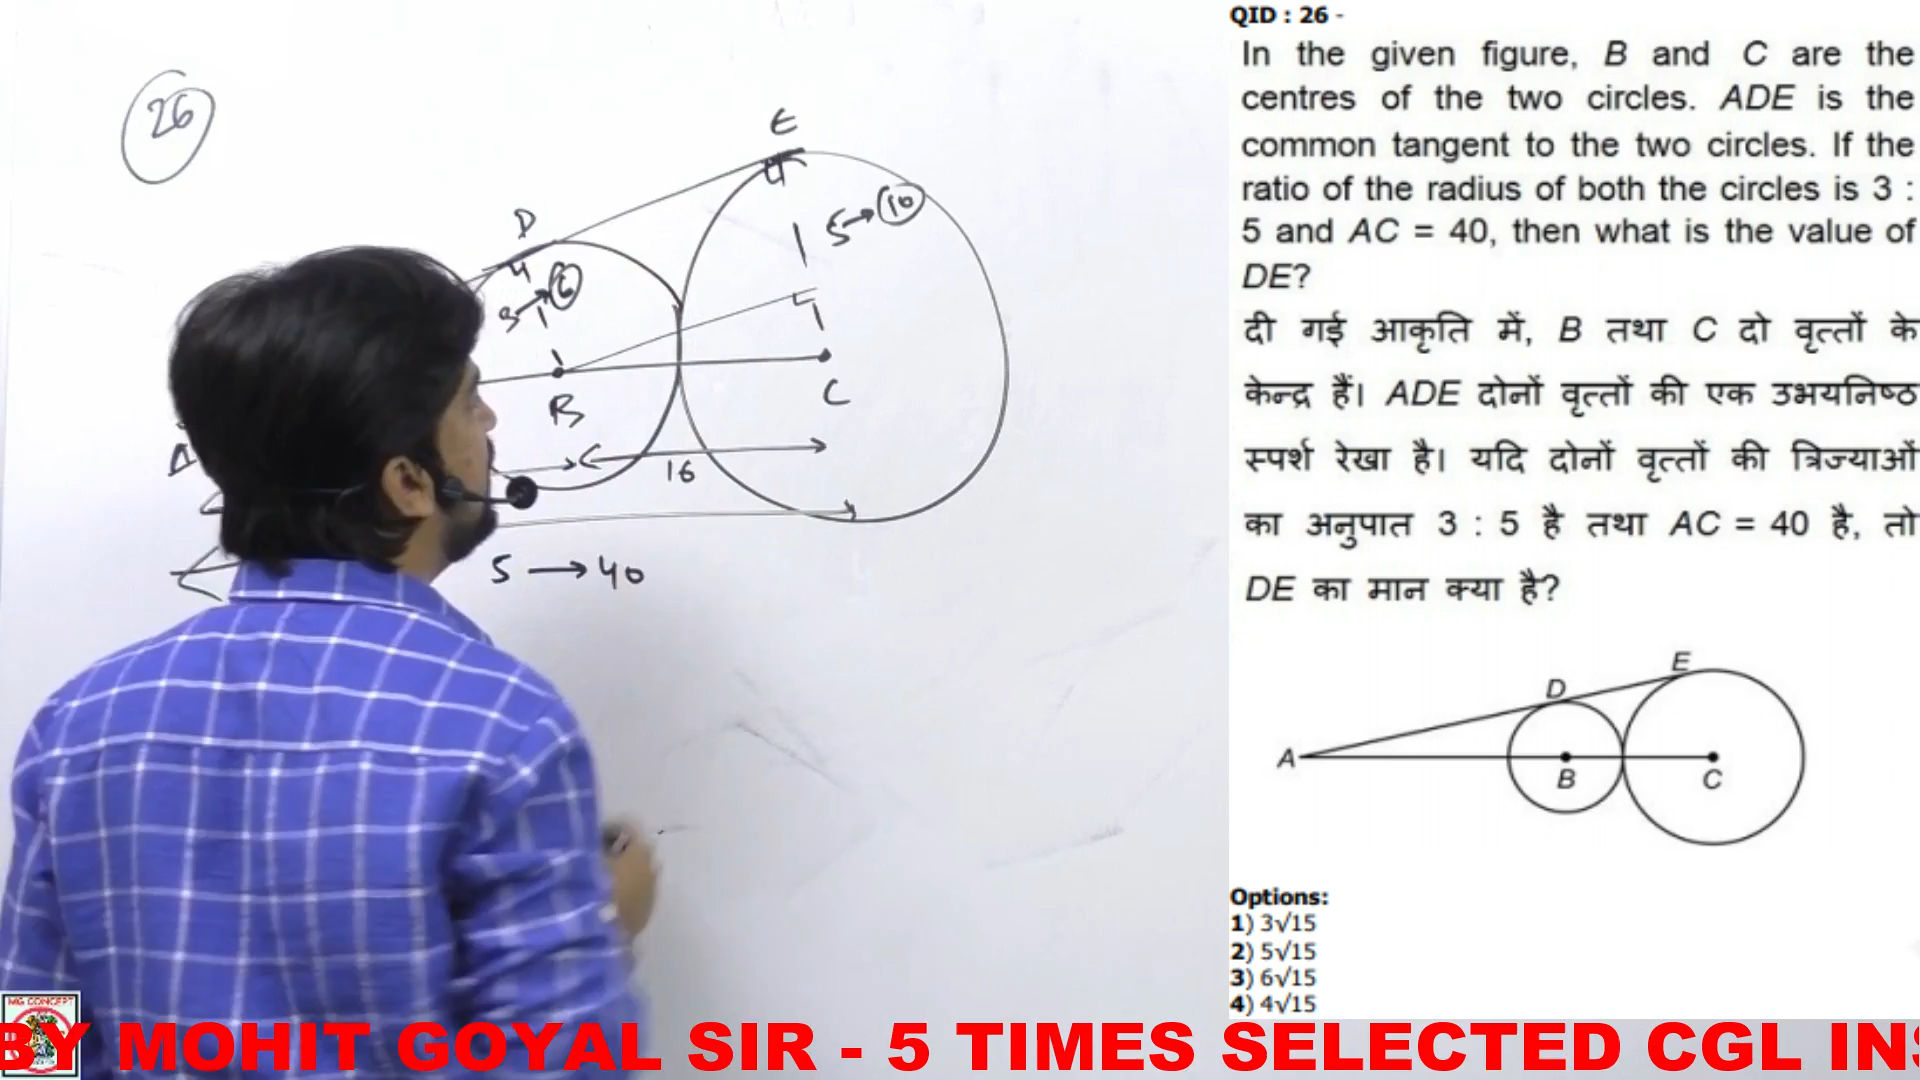 QID : 26 -
In the given figure, B and C are the
centres of the two circles. ADE is the
common tangent to the two circles. If the
ratio of the radius of both the circles is 3 :
5 and AC = 40, then what is the value of
DE?
दी गई आकृति में, B तथा C दो वृत्तों के
केन्द्र हैं। ADE दोनों वृत्तों की एक उभयनिष्ठ
स्पर्श रेखा है। यदि दोनों वृत्तों की त्रिज्याओं
का अनुपात 3 : 5 है तथा AC = 40 है, तो
DE का मान क्या है?
E
D
A
B
C
Options:
1) 3√15
2) 5√15
3) 6√15
4) 4√15
26
E
D
5→10
3→6
B
C
A
16
5 → 40
MG CONCEPT
BY MOHIT GOYAL SIR - 5 TIMES SELECTED CGL INS